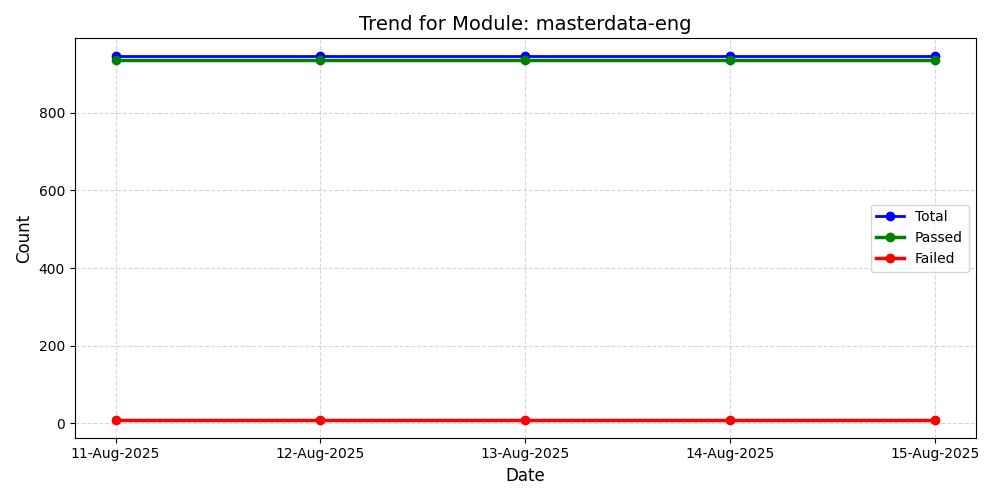 Trend for Module: masterdata-eng
Count
800
600
400
200
0
Total
Passed
Failed
11-Aug-2025 12-Aug-2025 13-Aug-2025 14-Aug-2025 15-Aug-2025
Date